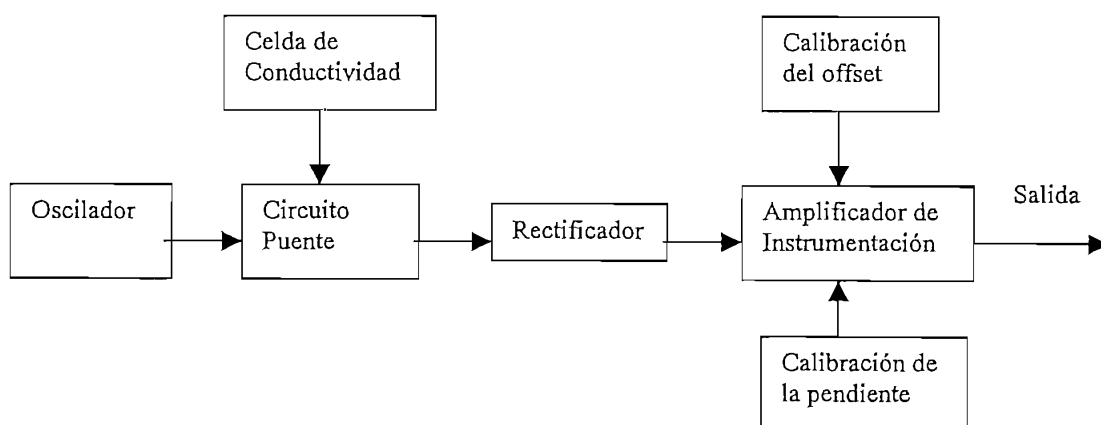 Celda de
Conductividad
Calibración
del offset
Oscilador
Circuito
Puente
Rectificador
Amplificador de
Instrumentación
Salida
Calibración de
la pendiente